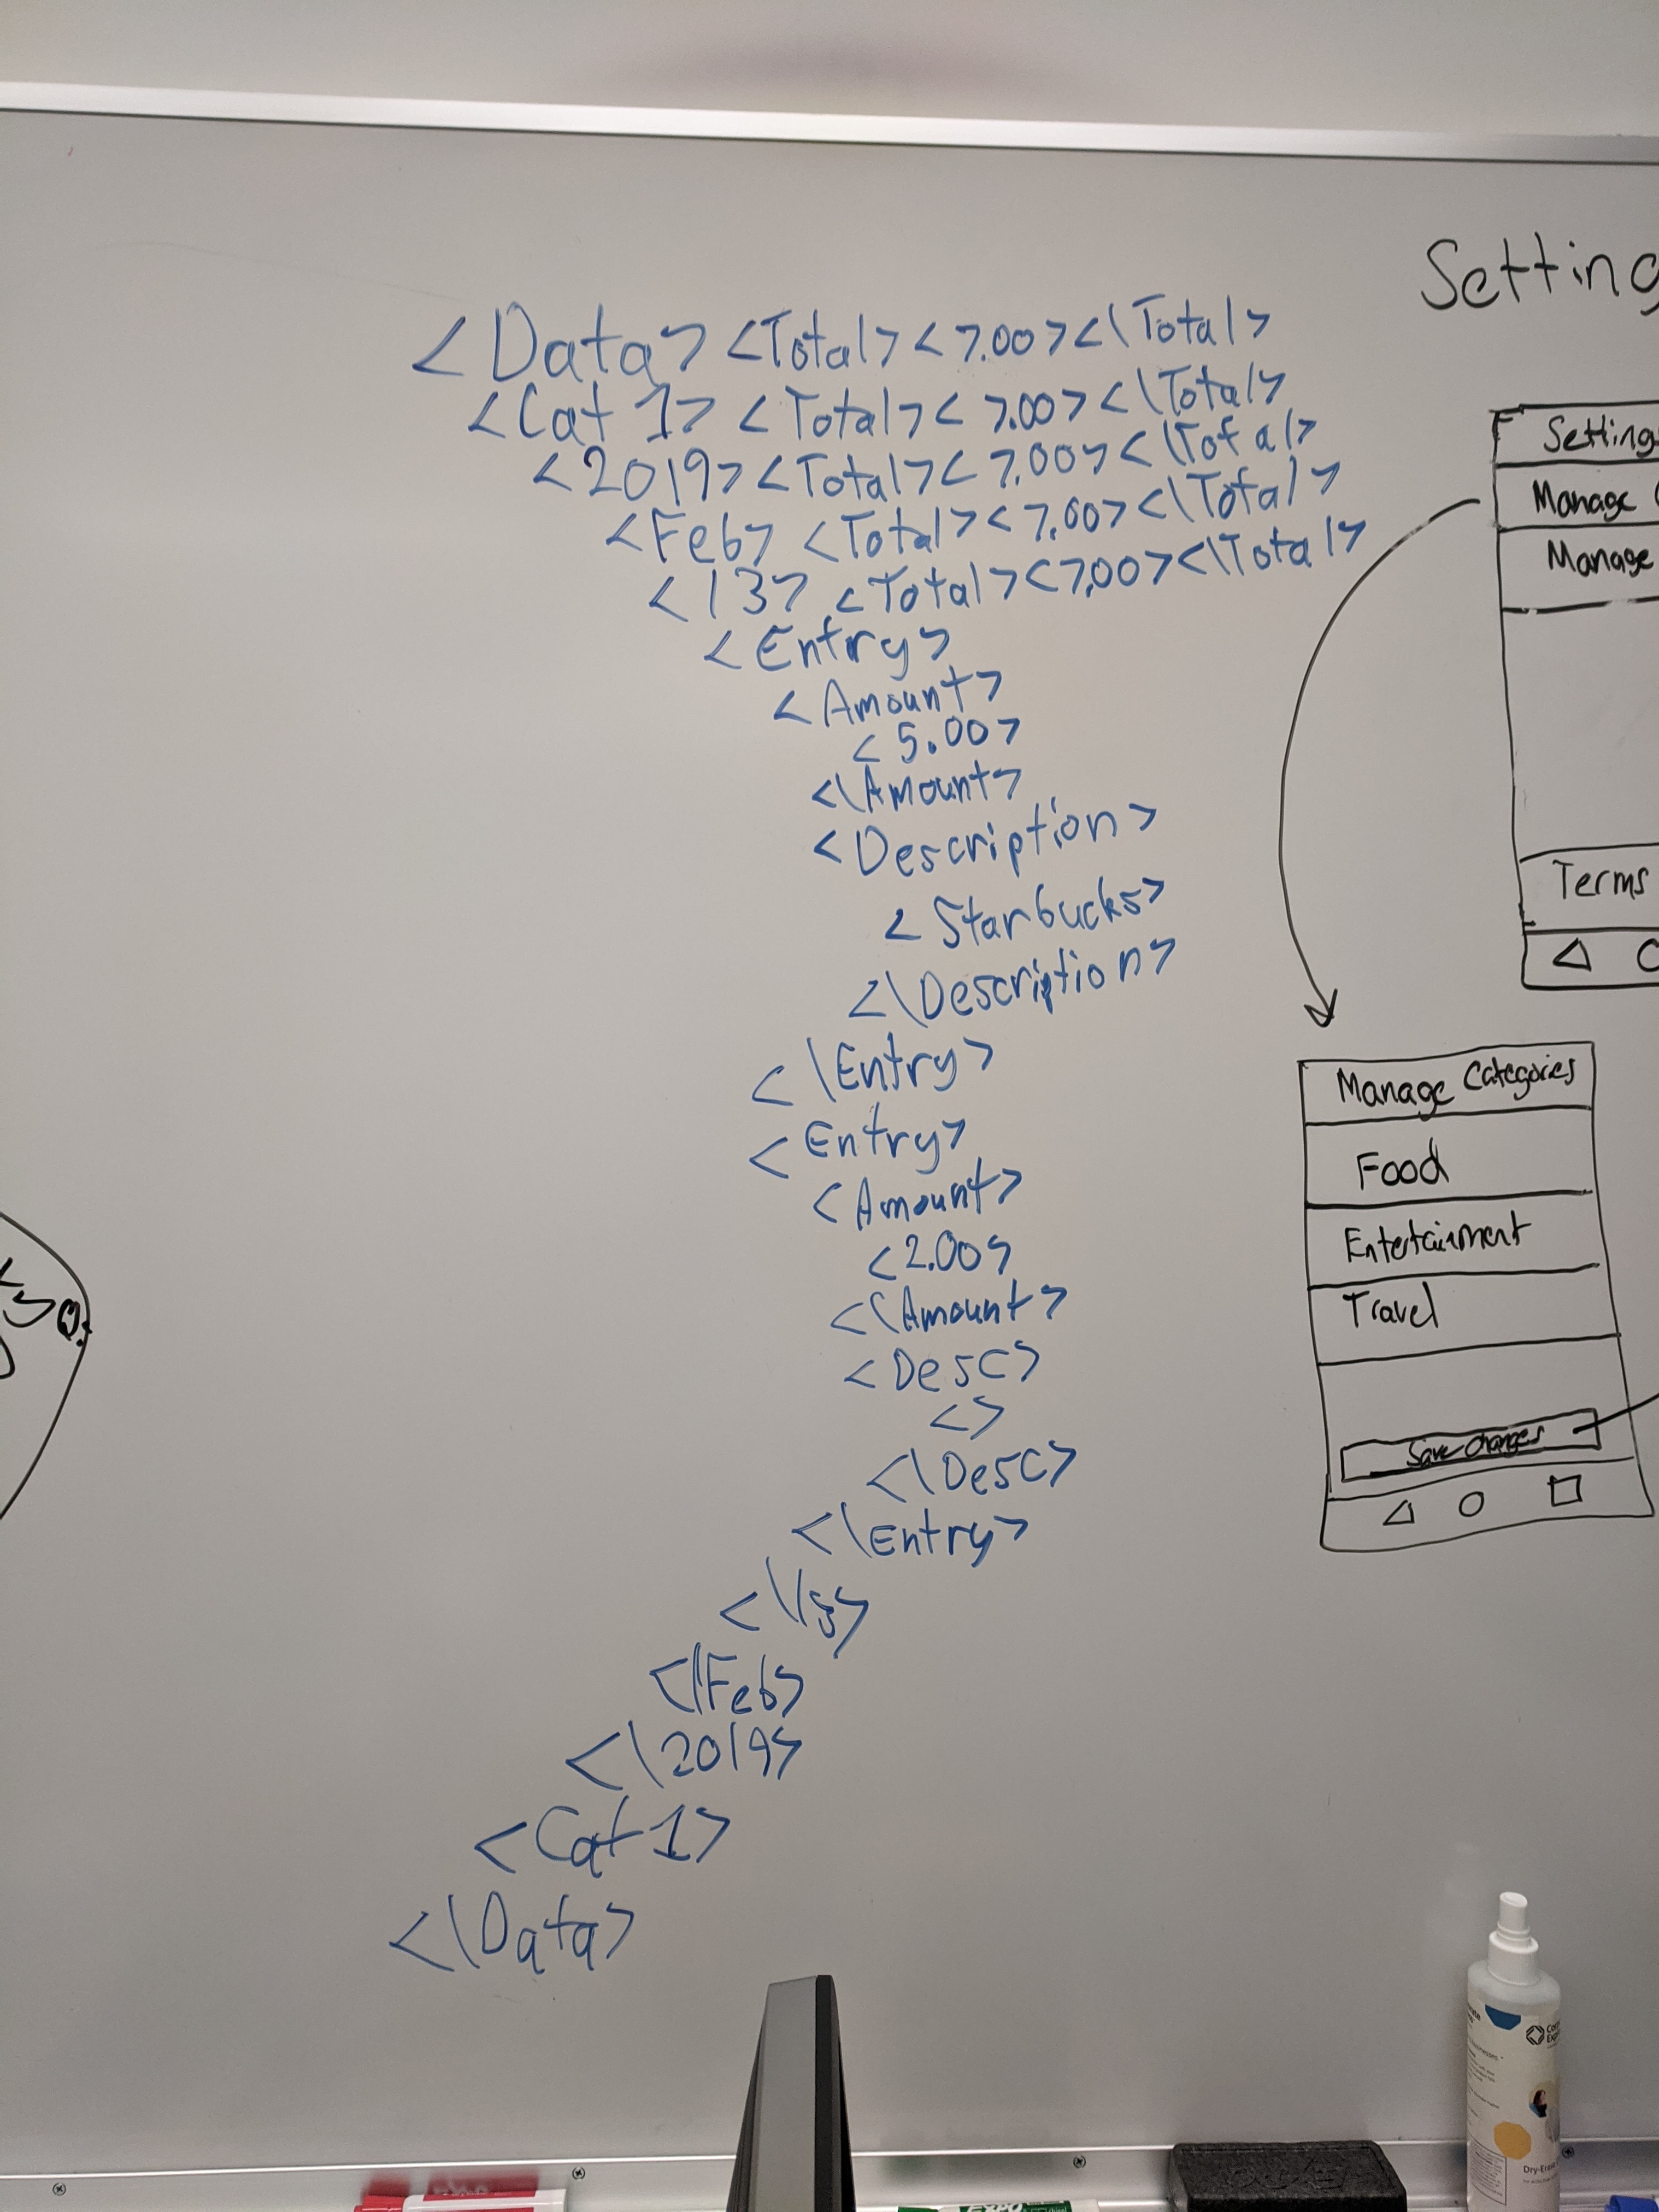 <Data> <Total> <7.00> <\Total>
<Cat 1> <Total> <7.00> <\Total>
<2019> <Total> <7.00> <\Total>
<Feb> <Total> <7.00> <\Total>
<13> <Total> <7.00> <\Total>
<Entry>
<Amount>
<5.00>
<\Amount>
<Description>
<Starbucks>
<\Description>
<\Entry>
<Entry>
<Amount>
<2.00>
<\Amount>
<Desc>
<>
<\Desc>
<\Entry>
<\13>
<\Feb>
<\2019>
<Cat 1>
<\Data>
Setting
Settings
Manage
Manage
Terms
Manage Categories
Food
Entertainment
Travel
Save Changes
EXPO
Dry-Erase